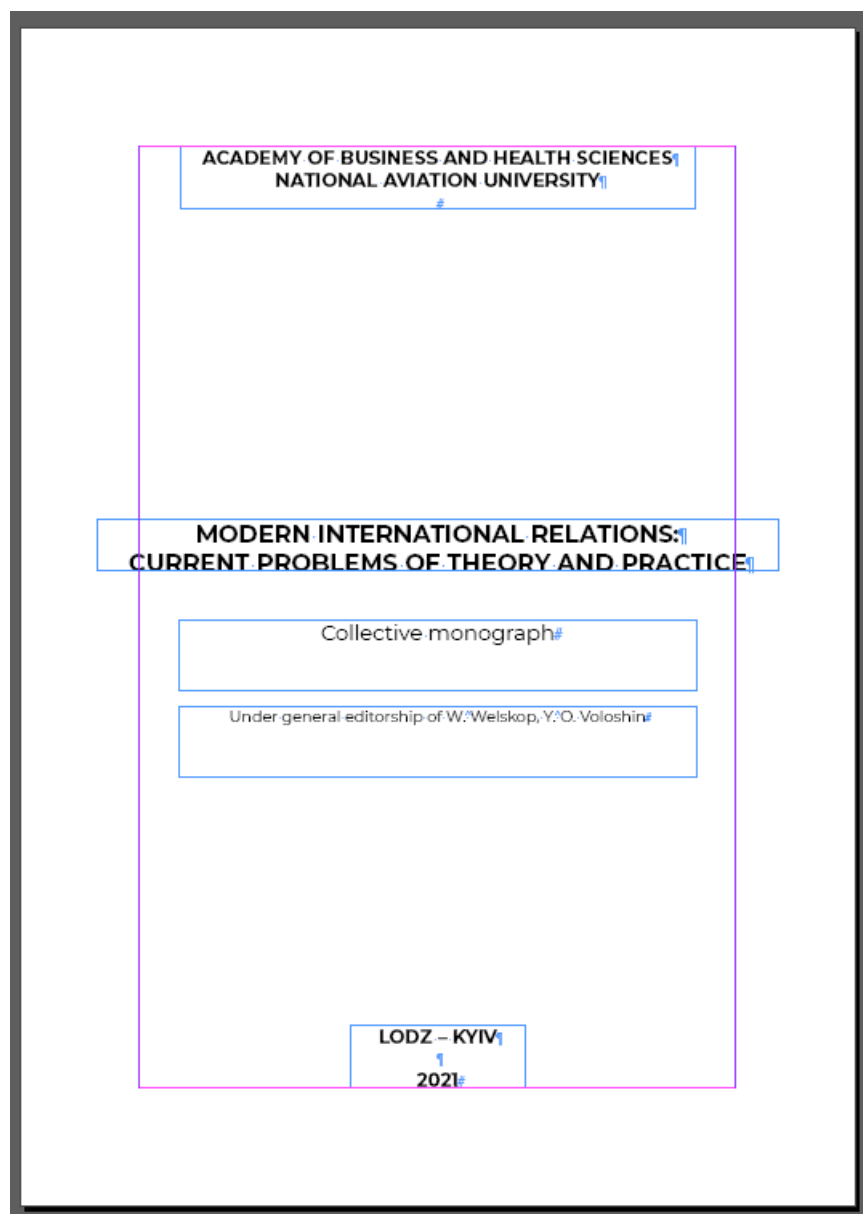 ACADEMY OF BUSINESS AND HEALTH SCIENCES¶
NATIONAL AVIATION UNIVERSITY¶
#
MODERN INTERNATIONAL RELATIONS:¶
CURRENT PROBLEMS OF THEORY AND PRACTICE¶
Collective monograph#
Under general editorship of W. Welskop, Y. O. Voloshin#
LODZ – KYIV¶
¶
2021#